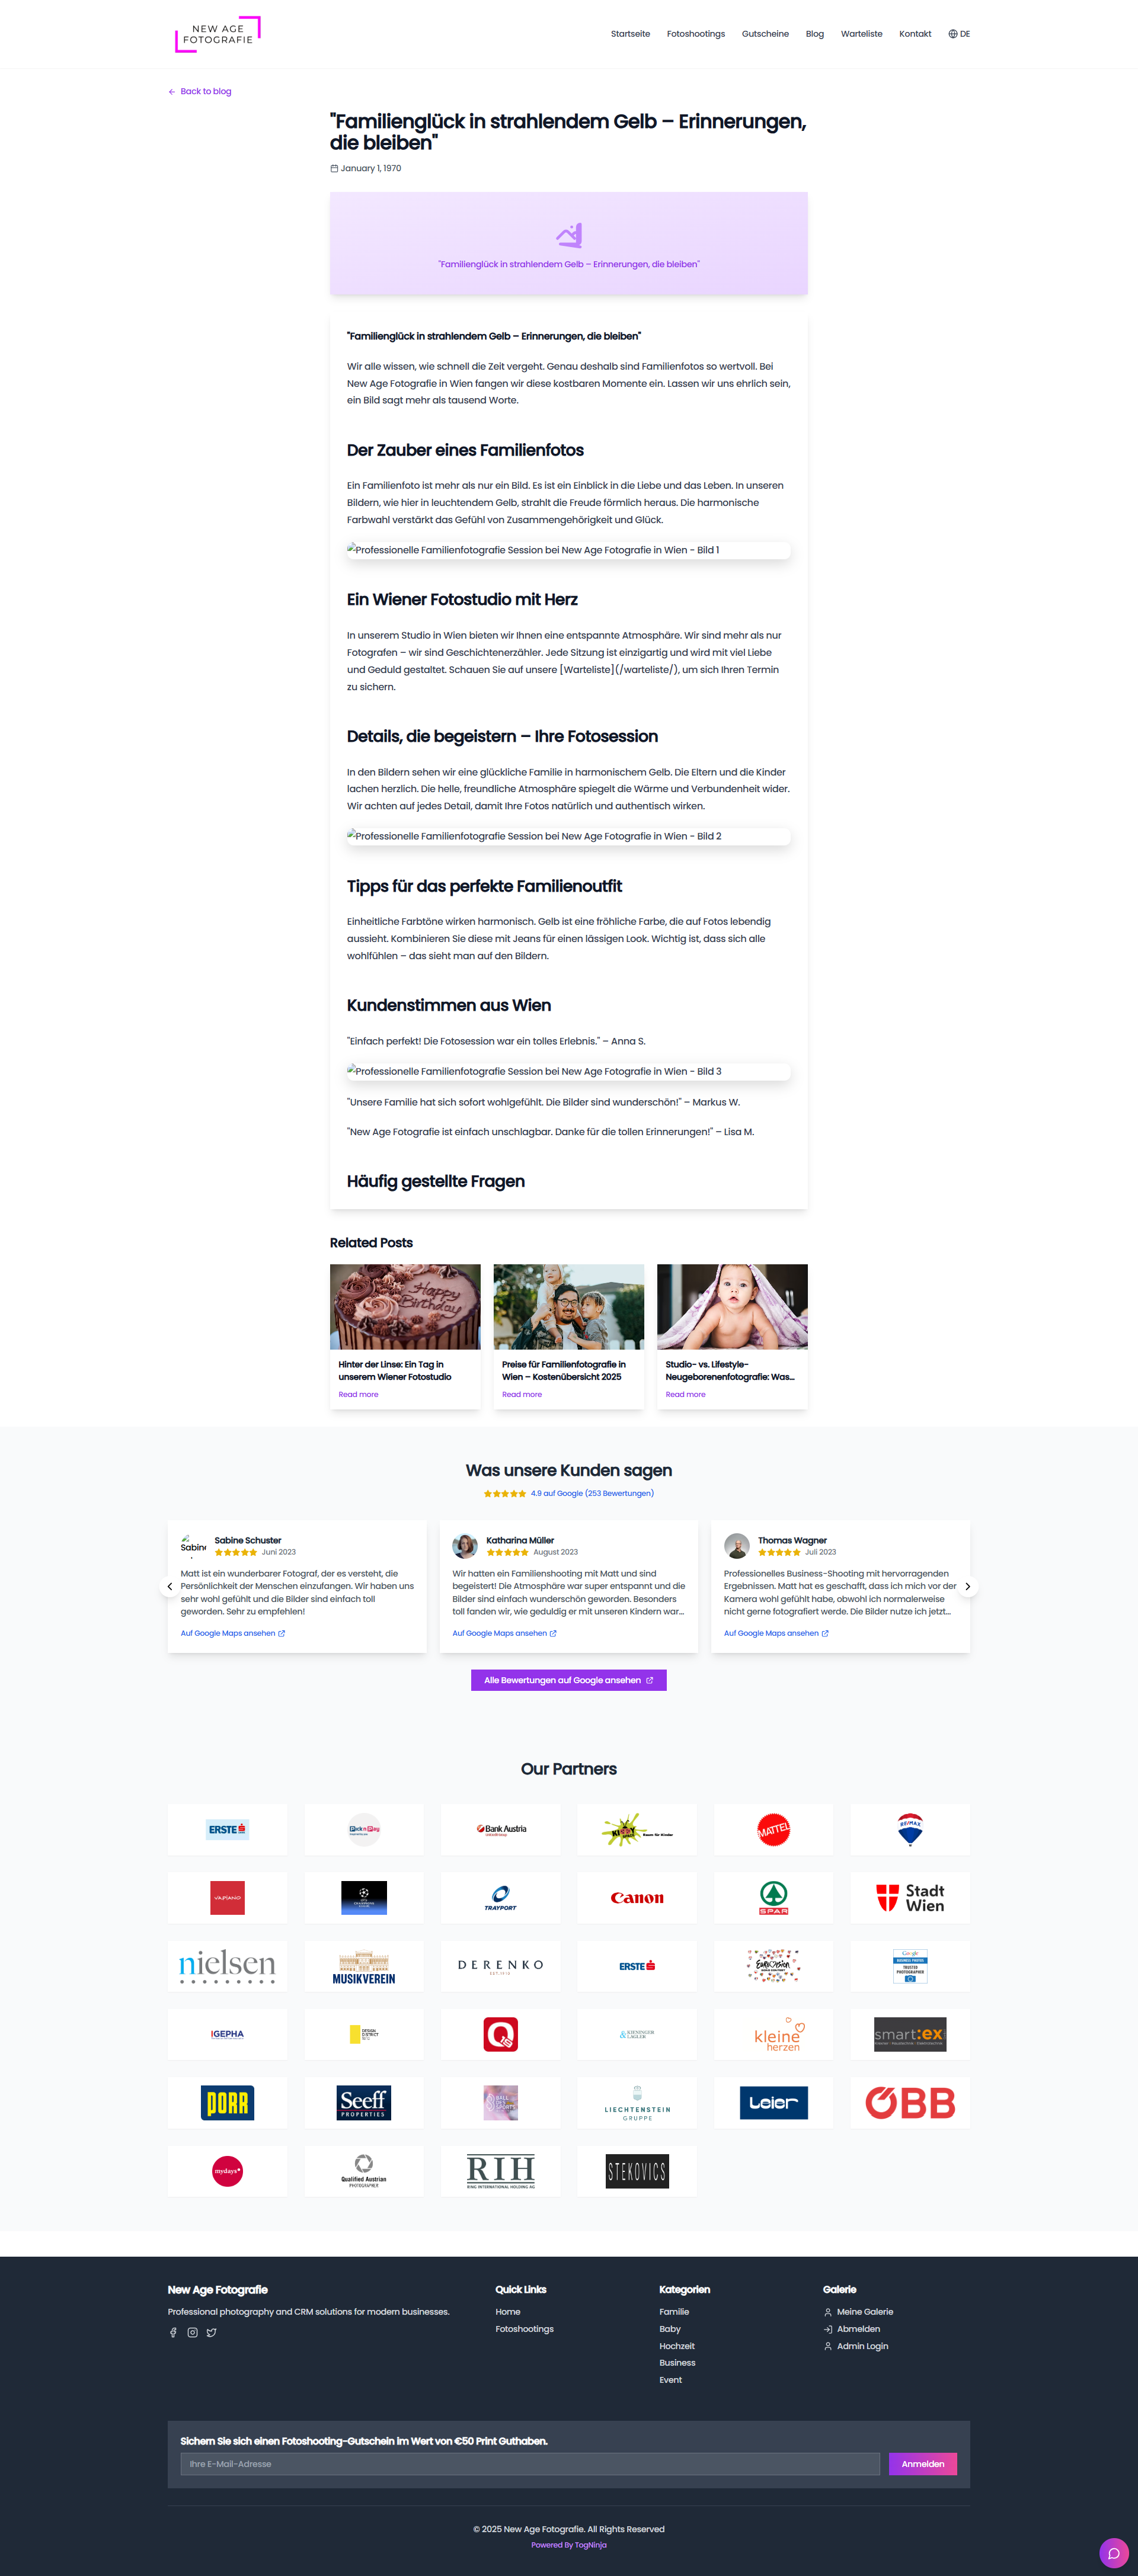 NEW AGE
FOTOGRAFIE
Startseite
Fotoshootings
Gutscheine
Blog
Warteliste
Kontakt
DE
Back to blog
"Familienglück in strahlendem Gelb – Erinnerungen,
die bleiben"
January 1, 1970
"Familienglück in strahlendem Gelb – Erinnerungen, die bleiben"
"Familienglück in strahlendem Gelb – Erinnerungen, die bleiben"
Wir alle wissen, wie schnell die Zeit vergeht. Genau deshalb sind Familienfotos so wertvoll. Bei
New Age Fotografie in Wien fangen wir diese kostbaren Momente ein. Lassen wir uns ehrlich sein,
ein Bild sagt mehr als tausend Worte.
Der Zauber eines Familienfotos
Ein Familienfoto ist mehr als nur ein Bild. Es ist ein Einblick in die Liebe und das Leben. In unseren
Bildern, wie hier in leuchtendem Gelb, strahlt die Freude förmlich heraus. Die harmonische
Farbwahl verstärkt das Gefühl von Zusammengehörigkeit und Glück.
Professionelle Familienfotografie Session bei New Age Fotografie in Wien - Bild 1
Ein Wiener Fotostudio mit Herz
In unserem Studio in Wien bieten wir Ihnen eine entspannte Atmosphäre. Wir sind mehr als nur
Fotografen – wir sind Geschichtenerzähler. Jede Sitzung ist einzigartig und wird mit viel Liebe
und Geduld gestaltet. Schauen Sie auf unsere [Warteliste](/warteliste/), um sich Ihren Termin
zu sichern.
Details, die begeistern – Ihre Fotosession
In den Bildern sehen wir eine glückliche Familie in harmonischem Gelb. Die Eltern und die Kinder
lachen herzlich. Die helle, freundliche Atmosphäre spiegelt die Wärme und Verbundenheit wider.
Wir achten auf jedes Detail, damit Ihre Fotos natürlich und authentisch wirken.
Professionelle Familienfotografie Session bei New Age Fotografie in Wien - Bild 2
Tipps für das perfekte Familienoutfit
Einheitliche Farbtöne wirken harmonisch. Gelb ist eine fröhliche Farbe, die auf Fotos lebendig
aussieht. Kombinieren Sie diese mit Jeans für einen lässigen Look. Wichtig ist, dass sich alle
wohlfühlen – das sieht man auf den Bildern.
Kundenstimmen aus Wien
"Einfach perfekt! Die Fotosession war ein tolles Erlebnis." – Anna S.
Professionelle Familienfotografie Session bei New Age Fotografie in Wien - Bild 3
"Unsere Familie hat sich sofort wohlgefühlt. Die Bilder sind wunderschön!" – Markus W.
"New Age Fotografie ist einfach unschlagbar. Danke für die tollen Erinnerungen!" – Lisa M.
Häufig gestellte Fragen
Related Posts
Happy
Birthday
Hinter der Linse: Ein Tag in
unserem Wiener Fotostudio
Read more
Preise für Familienfotografie in
Wien – Kostenübersicht 2025
Read more
Studio- vs. Lifestyle-
Neugeborenenfotografie: Was...
Read more
Was unsere Kunden sagen
4.9 auf Google (253 Bewertungen)
Sabine
Sabine Schuster
Juni 2023
Matt ist ein wunderbarer Fotograf, der es versteht, die
Persönlichkeit der Menschen einzufangen. Wir haben uns
sehr wohl gefühlt und die Bilder sind einfach toll
geworden. Sehr zu empfehlen!
Auf Google Maps ansehen
Katharina Müller
August 2023
Wir hatten ein Familienshooting mit Matt und sind
begeistert! Die Atmosphäre war super entspannt und die
Bilder sind einfach wunderschön geworden. Besonders
toll fanden wir, wie geduldig er mit unseren Kindern war...
Auf Google Maps ansehen
Thomas Wagner
Juli 2023
Professionelles Business-Shooting mit hervorragenden
Ergebnissen. Matt hat es geschafft, dass ich mich vor der
Kamera wohl gefühlt habe, obwohl ich normalerweise
nicht gerne fotografiert werde. Die Bilder nutze ich jetzt...
Auf Google Maps ansehen
Alle Bewertungen auf Google ansehen
Our Partners
ERSTE
Pick n Pay
Bank Austria
MATTEL
RE/MAX
VAPIANO
TRAYPORT
Canon
SPAR
Stadt
Wien
nielsen
MUSIKVEREIN
DERENKO
ERSTE
EUROVISION
Google
TRUSTED
PHOTOGRAPHER
IGEPHA
DESIGN
DISTRICT
kleine
herzen
smart:ex
PORR
Seeff
PROPERTIES
LIECHTENSTEIN
GRUPPE
Leier
ÖBB
mydays
Qualified Austrian
PHOTOGRAPHER
RIH
RING INTERNATIONAL HOLDING AG
STEKOVICS
New Age Fotografie
Professional photography and CRM solutions for modern businesses.
Quick Links
Home
Fotoshootings
Kategorien
Familie
Baby
Hochzeit
Business
Event
Galerie
Meine Galerie
Abmelden
Admin Login
Sichern Sie sich einen Fotoshooting-Gutschein im Wert von €50 Print Guthaben.
Ihre E-Mail-Adresse
Anmelden
© 2025 New Age Fotografie. All Rights Reserved
Powered By TogNinja